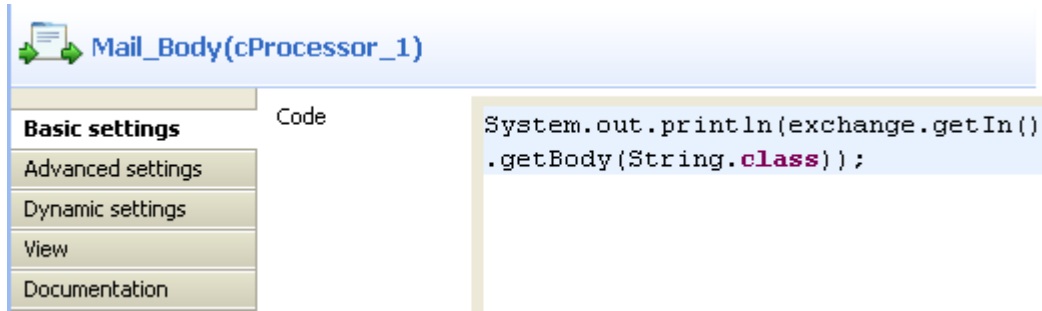 Mail_Body(cProcessor_1)
Basic settings
Advanced settings
Dynamic settings
View
Documentation
Code
System.out.println(exchange.getIn()
.getBody(String.class));